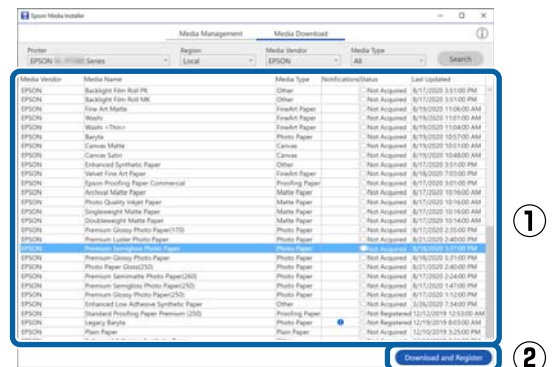 Epson Media Installer
Media Management Media Download
Printer Region Media Vendor Media Type
EPSON Series Local EPSON All Search
Media Vendor Media Name Media Type Notifications Status Last Updated
EPSON Backlight Film Roll PK Other Not Acquired 8/17/2020 3:51:00 PM
EPSON Backlight Film Roll MK Other Not Acquired 8/17/2020 3:51:00 PM
EPSON Fine Art Matte FineArt Paper Not Acquired 8/19/2020 11:06:00 AM
EPSON Washi FineArt Paper Not Acquired 8/19/2020 11:01:00 AM
EPSON Washi <Thin> FineArt Paper Not Acquired 8/19/2020 11:04:00 AM
EPSON Baryta Photo Paper Not Acquired 8/19/2020 10:57:00 AM
EPSON Canvas Matte Canvas Not Acquired 8/19/2020 10:51:00 AM
EPSON Canvas Satin Canvas Not Acquired 8/19/2020 10:48:00 AM
EPSON Enhanced Synthetic Paper Other Not Acquired 8/17/2020 3:51:00 PM
EPSON Velvet Fine Art Paper FineArt Paper Not Acquired 8/18/2020 7:03:00 PM
EPSON Epson Proofing Paper Commercial Proofing Paper Not Acquired 8/17/2020 5:01:00 PM
EPSON Archival Matte Paper Matte Paper Not Acquired 8/17/2020 10:16:00 AM
EPSON Photo Quality Inkjet Paper Matte Paper Not Acquired 8/17/2020 10:16:00 AM
EPSON Singleweight Matte Paper Matte Paper Not Acquired 8/17/2020 10:16:00 AM
EPSON Doubleweight Matte Paper Matte Paper Not Acquired 8/17/2020 10:14:00 AM
EPSON Premium Glossy Photo Paper(170) Photo Paper Not Acquired 8/17/2020 2:35:00 PM
EPSON Premium Luster Photo Paper Photo Paper Not Acquired 8/21/2020 2:40:00 PM
EPSON Premium Semigloss Photo Paper Photo Paper Not Acquired
EPSON Premium Glossy Photo Paper Photo Paper Not Acquired
EPSON Photo Paper Gloss(250) Photo Paper Not Acquired 8/21/2020 2:40:00 PM
EPSON Premium Semimatte Photo Paper(260) Photo Paper Not Acquired 8/17/2020 2:24:00 PM
EPSON Premium Semigloss Photo Paper(250) Photo Paper Not Acquired 8/17/2020 1:47:00 PM
EPSON Premium Glossy Photo Paper(250) Photo Paper Not Acquired 8/17/2020 1:12:00 PM
EPSON Enhanced Low Adhesive Synthetic Paper Other Not Acquired 3/26/2020 7:34:00 PM
EPSON Standard Proofing Paper Premium (250) Proofing Paper Not Registered 12/12/2019 12:53:00 AM
EPSON Legacy Baryta Photo Paper Not Registered 12/19/2019 8:03:00 AM
EPSON Plain Paper Plain Paper Not Acquired 12/10/2019 3:25:00 PM
①
Download and Register
②